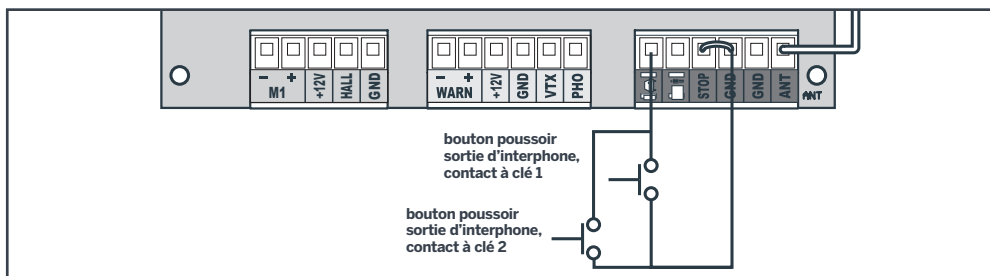 - + +12V HALL GND
M1
- + +12V GND VTX PHO
WARN
STOP GND GND ANT
ANT
bouton poussoir
sortie d'interphone,
contact à clé 1
bouton poussoir
sortie d'interphone,
contact à clé 2